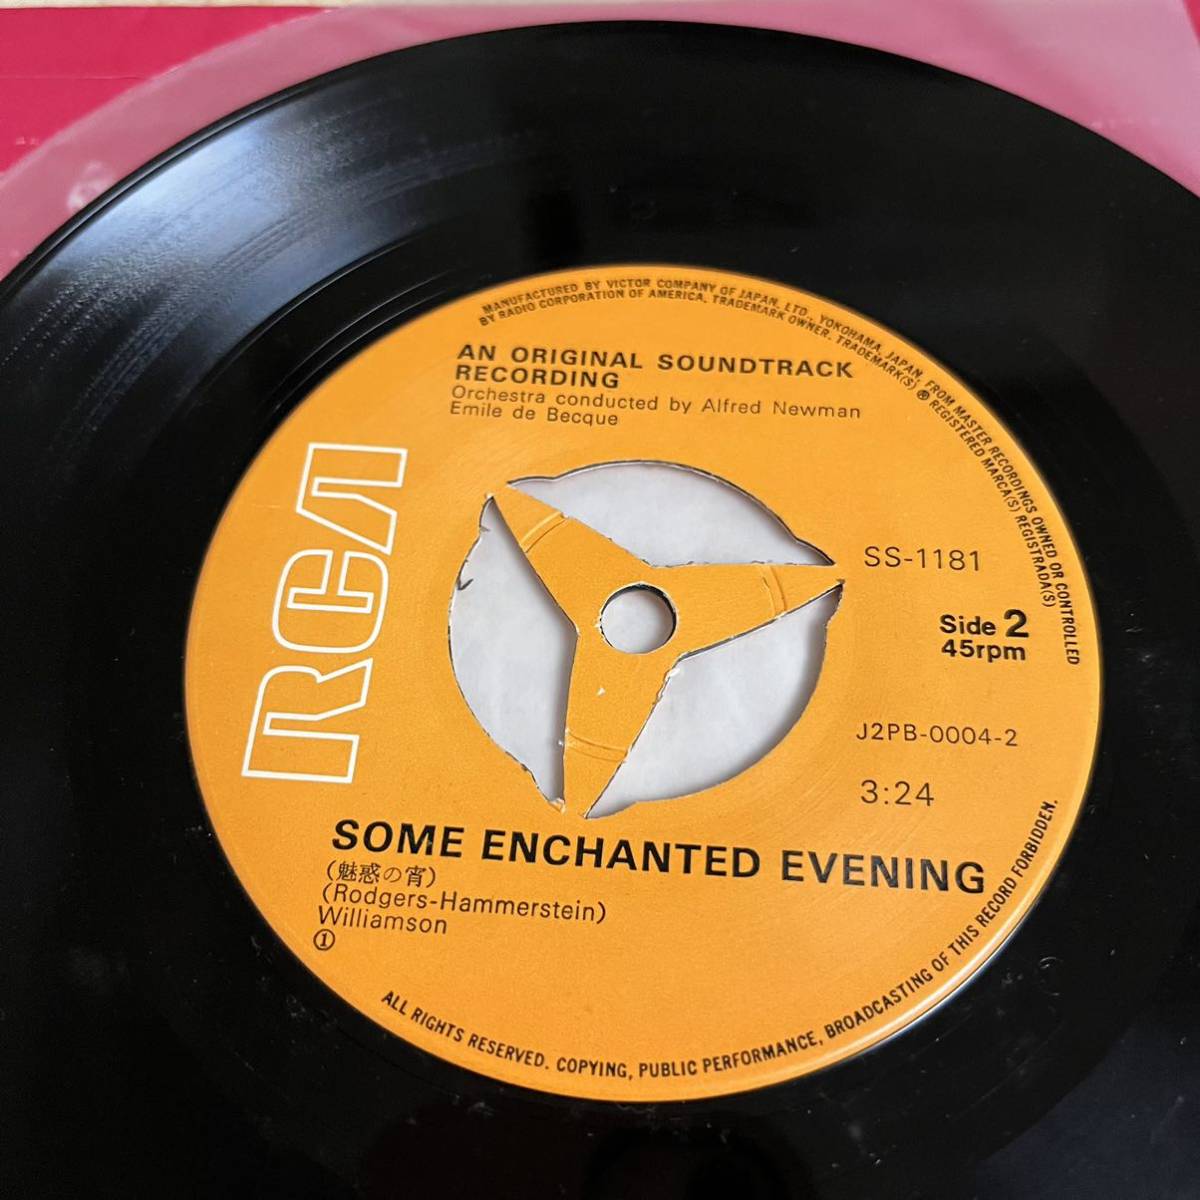 MANUFACTURED BY VICTOR COMPANY OF JAPAN, LTD., YOKOHAMA, JAPAN, FROM MASTER RECORDINGS OWNED OR CONTROLLED
BY RADIO CORPORATION OF AMERICA, TRADEMARK OWNER, TRADEMARK(S) ® REGISTERED MARCA(S) REGISTRADA(S)
AN ORIGINAL SOUNDTRACK
RECORDING
Orchestra conducted by Alfred Newman
Emile de Becque
RCA
SS-1181
Side 2
45rpm
J2PB-0004-2
3:24
SOME ENCHANTED EVENING
(魅惑の宵)
(Rodgers-Hammerstein)
Williamson
①
ALL RIGHTS RESERVED. COPYING, PUBLIC PERFORMANCE, BROADCASTING OF THIS RECORD FORBIDDEN.